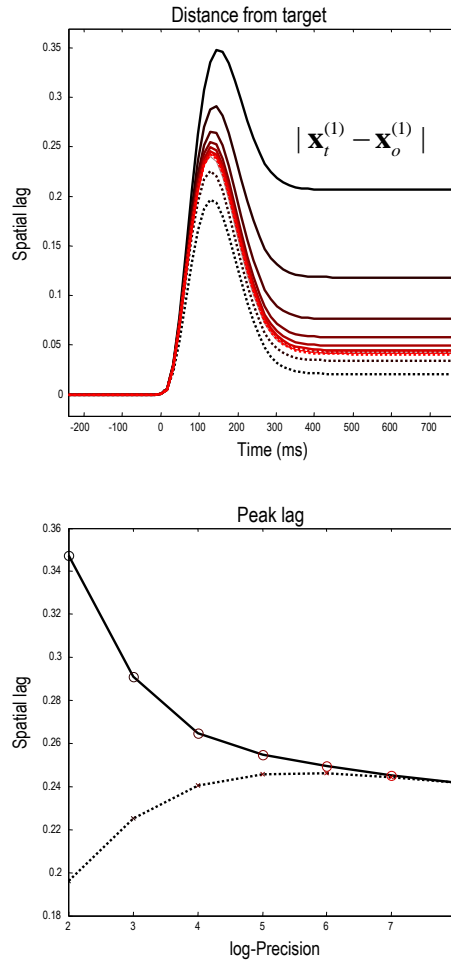 Distance from target
0.35
0.3
0.25
0.2
0.15
0.1
0.05
0
Spatial lag
| x_t^(1) − x_o^(1) |
-200 -100 0 100 200 300 400 500 600 700
Time (ms)
Peak lag
0.36
0.34
0.32
0.3
0.28
0.26
0.24
0.22
0.2
0.18
Spatial lag
2 3 4 5 6 7
log-Precision